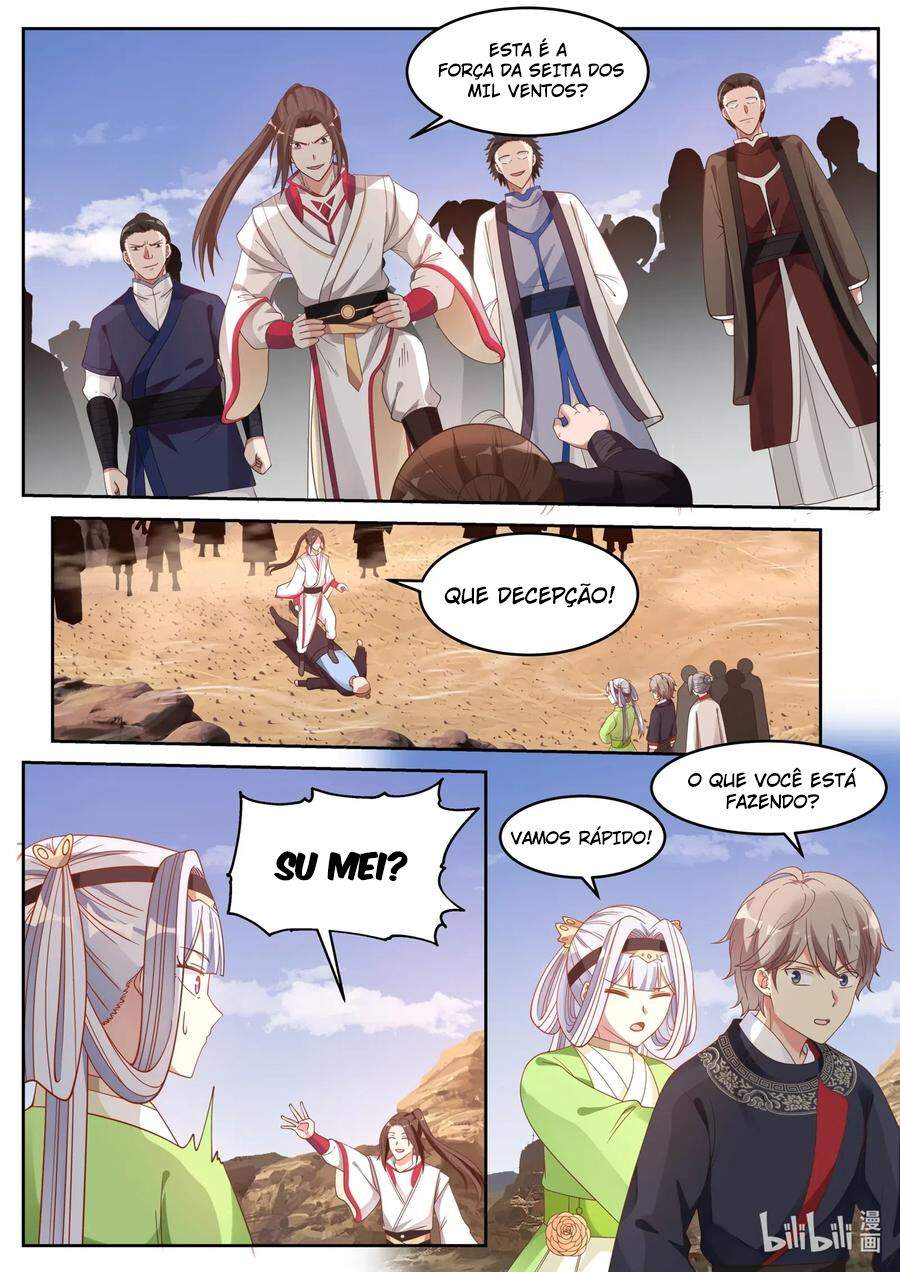 ESTA É A
FORÇA DA SEITA DOS
MIL VENTOS?
QUE DECEPÇÃO!
SU MEI?
O QUE VOCÊ ESTÁ
FAZENDO?
VAMOS RÁPIDO!
bilibili 漫画